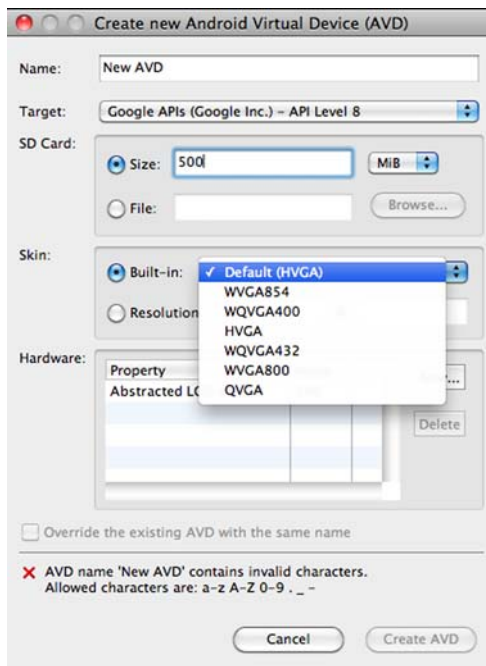 Create new Android Virtual Device (AVD)
Name: New AVD
Target: Google APIs (Google Inc.) – API Level 8
SD Card:
Size: 500 MiB
File: Browse...
Skin:
Built-in: ✓ Default (HVGA)
WVGA854
WQVGA400
Resolution
HVGA
WQVGA432
WVGA800
QVGA
Hardware:
Property
Abstracted LC
Delete
Override the existing AVD with the same name
AVD name 'New AVD' contains invalid characters.
Allowed characters are: a-z A-Z 0-9 . _ -
Cancel Create AVD